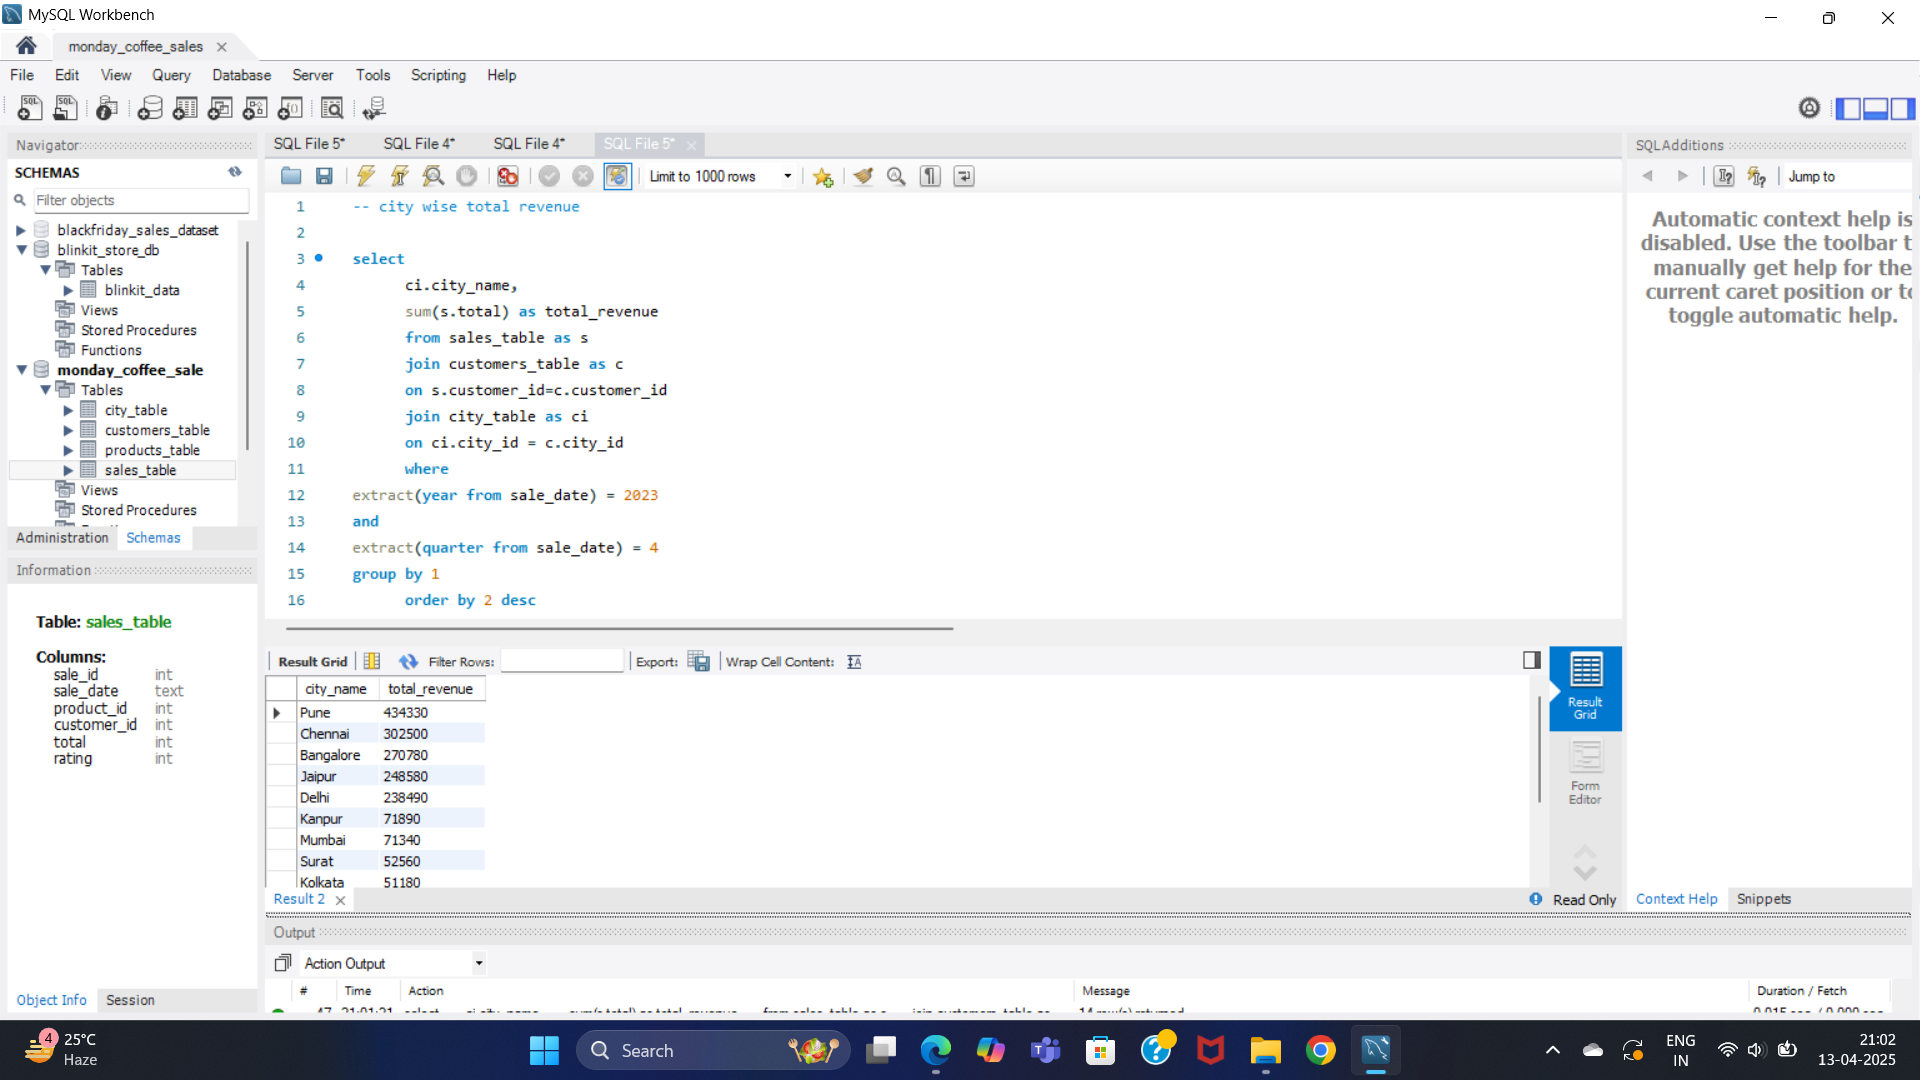 MySQL Workbench
monday_coffee_sales
File Edit View Query Database Server Tools Scripting Help
Navigator
SCHEMAS
Filter objects
blackfriday_sales_dataset
blinkit_store_db
Tables
blinkit_data
Views
Stored Procedures
Functions
monday_coffee_sale
Tables
city_table
customers_table
products_table
sales_table
Views
Stored Procedures
Administration Schemas
Information
Table: sales_table
Columns:
sale_id int
sale_date text
product_id int
customer_id int
total int
rating int
Object Info Session
SQL File 5* SQL File 4* SQL File 4* SQL File 5*
Limit to 1000 rows
1 -- city wise total revenue
2
3 select
4 ci.city_name,
5 sum(s.total) as total_revenue
6 from sales_table as s
7 join customers_table as c
8 on s.customer_id=c.customer_id
9 join city_table as ci
10 on ci.city_id = c.city_id
11 where
12 extract(year from sale_date) = 2023
13 and
14 extract(quarter from sale_date) = 4
15 group by 1
16 order by 2 desc
Result Grid Filter Rows: Export: Wrap Cell Content:
city_name total_revenue
Pune 434330
Chennai 302500
Bangalore 270780
Jaipur 248580
Delhi 238490
Kanpur 71890
Mumbai 71340
Surat 52560
Kolkata 51180
Result Grid
Form Editor
Result 2
Read Only
SQLAdditions
Jump to
Automatic context help is
disabled. Use the toolbar t
manually get help for the
current caret position or to
toggle automatic help.
Context Help Snippets
Output
Action Output
# Time Action Message Duration / Fetch
4
25°C
Haze
Search
ENG
IN
21:02
13-04-2025